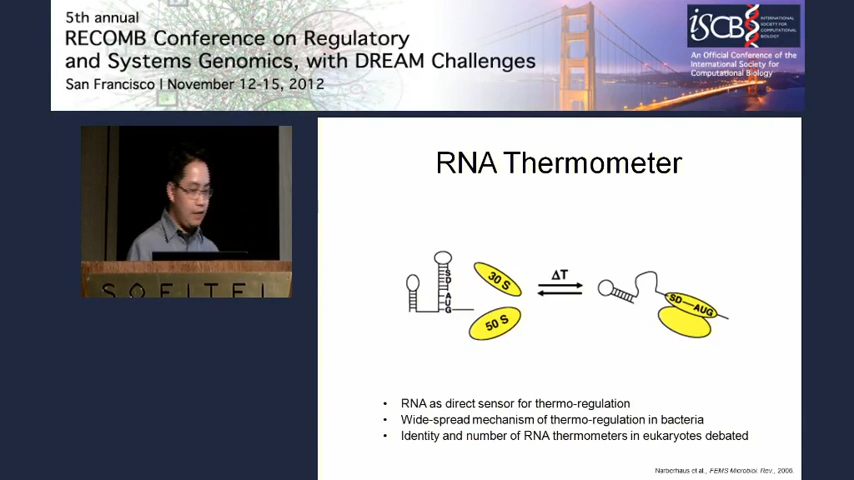 5th annual
RECOMB Conference on Regulatory
and Systems Genomics, with DREAM Challenges
San Francisco | November 12-15, 2012
iSCB
INTERNATIONAL
SOCIETY FOR
COMPUTATIONAL
BIOLOGY
An Official Conference of the
International Society for
Computational Biology
SOFITEL
RNA Thermometer
SD
AUG
30 S
50 S
ΔT
SD—AUG
• RNA as direct sensor for thermo-regulation
• Wide-spread mechanism of thermo-regulation in bacteria
• Identity and number of RNA thermometers in eukaryotes debated
Narberhaus et al., FEMS Microbiol. Rev., 2006.